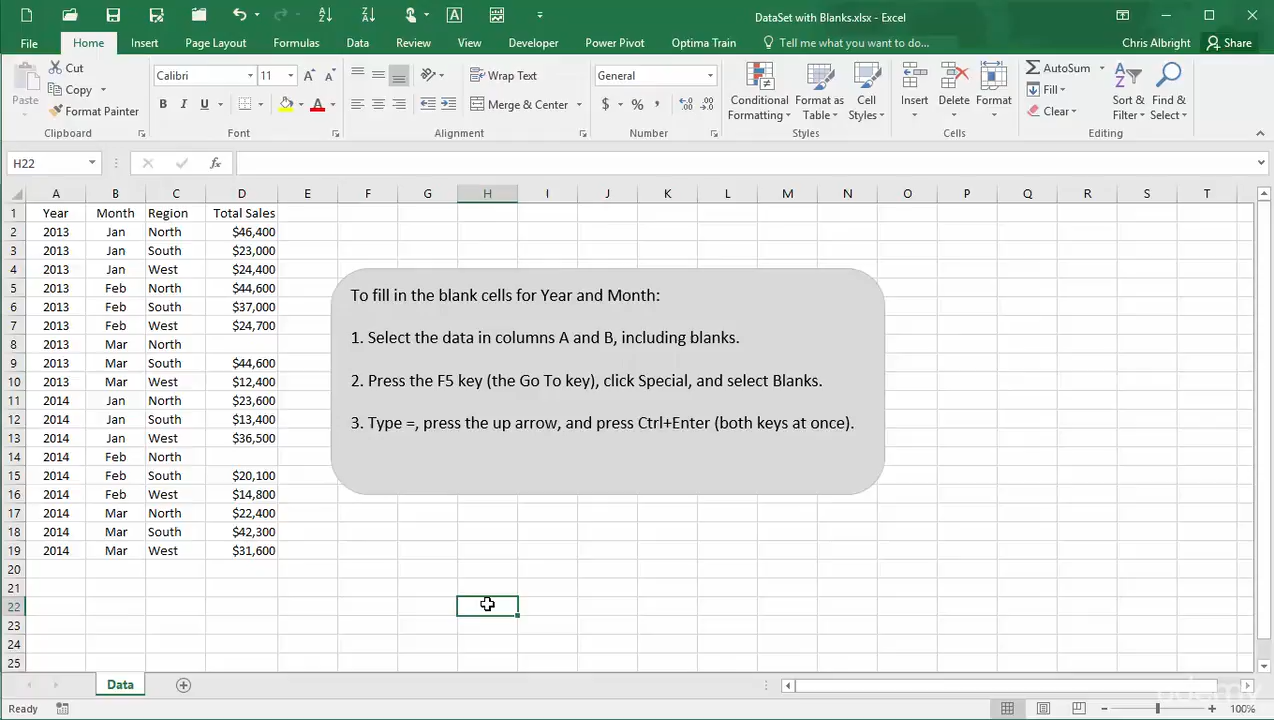 DataSet with Blanks.xlsx - Excel
File Home Insert Page Layout Formulas Data Review View Developer Power Pivot Optima Train Tell me what you want to do... Chris Albright Share
Paste Cut Copy Format Painter Clipboard
Calibri 11 B I U A Font
Wrap Text Merge & Center Alignment
General $ % , Number
Conditional Formatting Format as Table Cell Styles Styles
Insert Delete Format Cells
AutoSum Fill Clear Sort & Filter Find & Select Editing
H22 fx
A B C D E F G H I J K L M N O P Q R S T
1 Year Month Region Total Sales
2 2013 Jan North $46,400
3 2013 Jan South $23,000
4 2013 Jan West $24,400
5 2013 Feb North $44,600
6 2013 Feb South $37,000
7 2013 Feb West $24,700
8 2013 Mar North
9 2013 Mar South $44,600
10 2013 Mar West $12,400
11 2014 Jan North $23,600
12 2014 Jan South $13,400
13 2014 Jan West $36,500
14 2014 Feb North
15 2014 Feb South $20,100
16 2014 Feb West $14,800
17 2014 Mar North $22,400
18 2014 Mar South $42,300
19 2014 Mar West $31,600
20
21
22
23
24
25
To fill in the blank cells for Year and Month:
1. Select the data in columns A and B, including blanks.
2. Press the F5 key (the Go To key), click Special, and select Blanks.
3. Type =, press the up arrow, and press Ctrl+Enter (both keys at once).
Data
Ready 100%
udemy